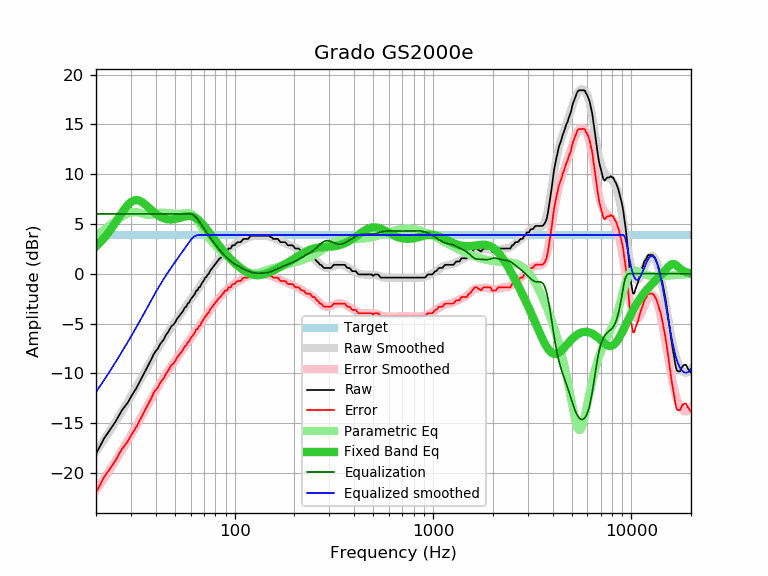 Grado GS2000e
20
15
10
5
0
−5
−10
−15
−20
Amplitude (dBr)
100
1000
10000
Frequency (Hz)
Target
Raw Smoothed
Error Smoothed
Raw
Error
Parametric Eq
Fixed Band Eq
Equalization
Equalized smoothed